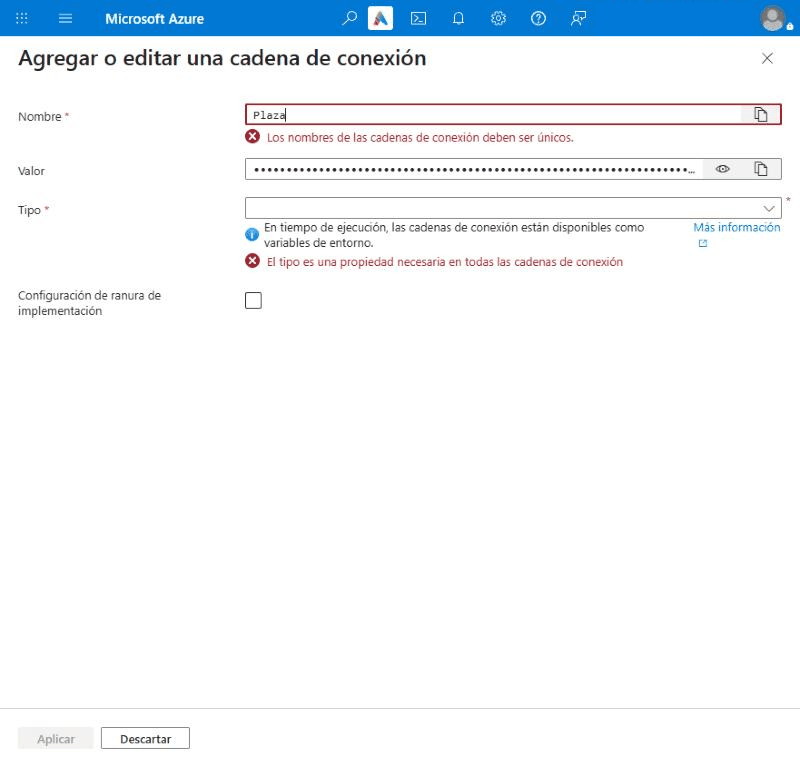 Microsoft Azure
Agregar o editar una cadena de conexión
Nombre *
Plaza
Los nombres de las cadenas de conexión deben ser únicos.
Valor
••••••••••••••••••••••••••••••••••••••••••••••••••••••••••••••••••...
Tipo *
*
En tiempo de ejecución, las cadenas de conexión están disponibles como
variables de entorno.
Más información
El tipo es una propiedad necesaria en todas las cadenas de conexión
Configuración de ranura de
implementación
Aplicar
Descartar